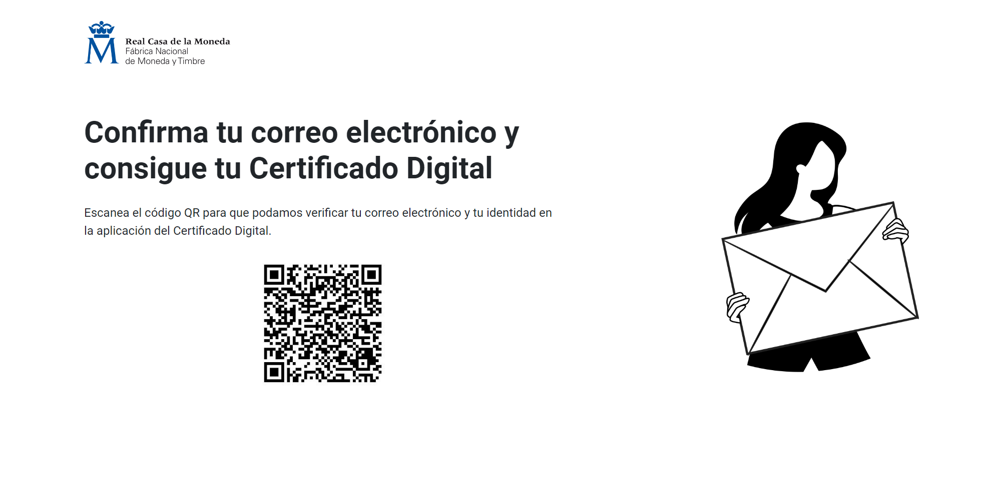 Real Casa de la Moneda
Fábrica Nacional
de Moneda y Timbre
Confirma tu correo electrónico y
consigue tu Certificado Digital
Escanea el código QR para que podamos verificar tu correo electrónico y tu identidad en
la aplicación del Certificado Digital.